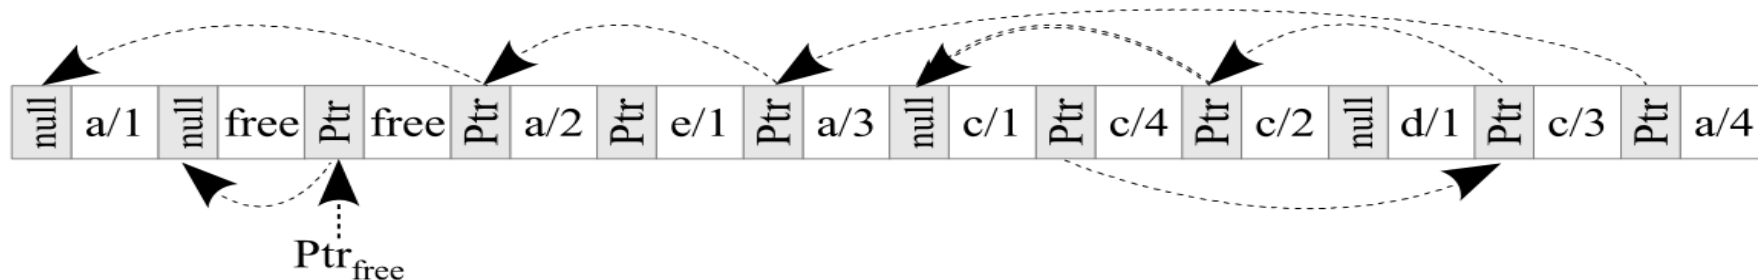 null a/1 null free Ptr free Ptr a/2 Ptr e/1 Ptr a/3 null c/1 Ptr c/4 Ptr c/2 null d/1 Ptr c/3 Ptr a/4
Ptrfree